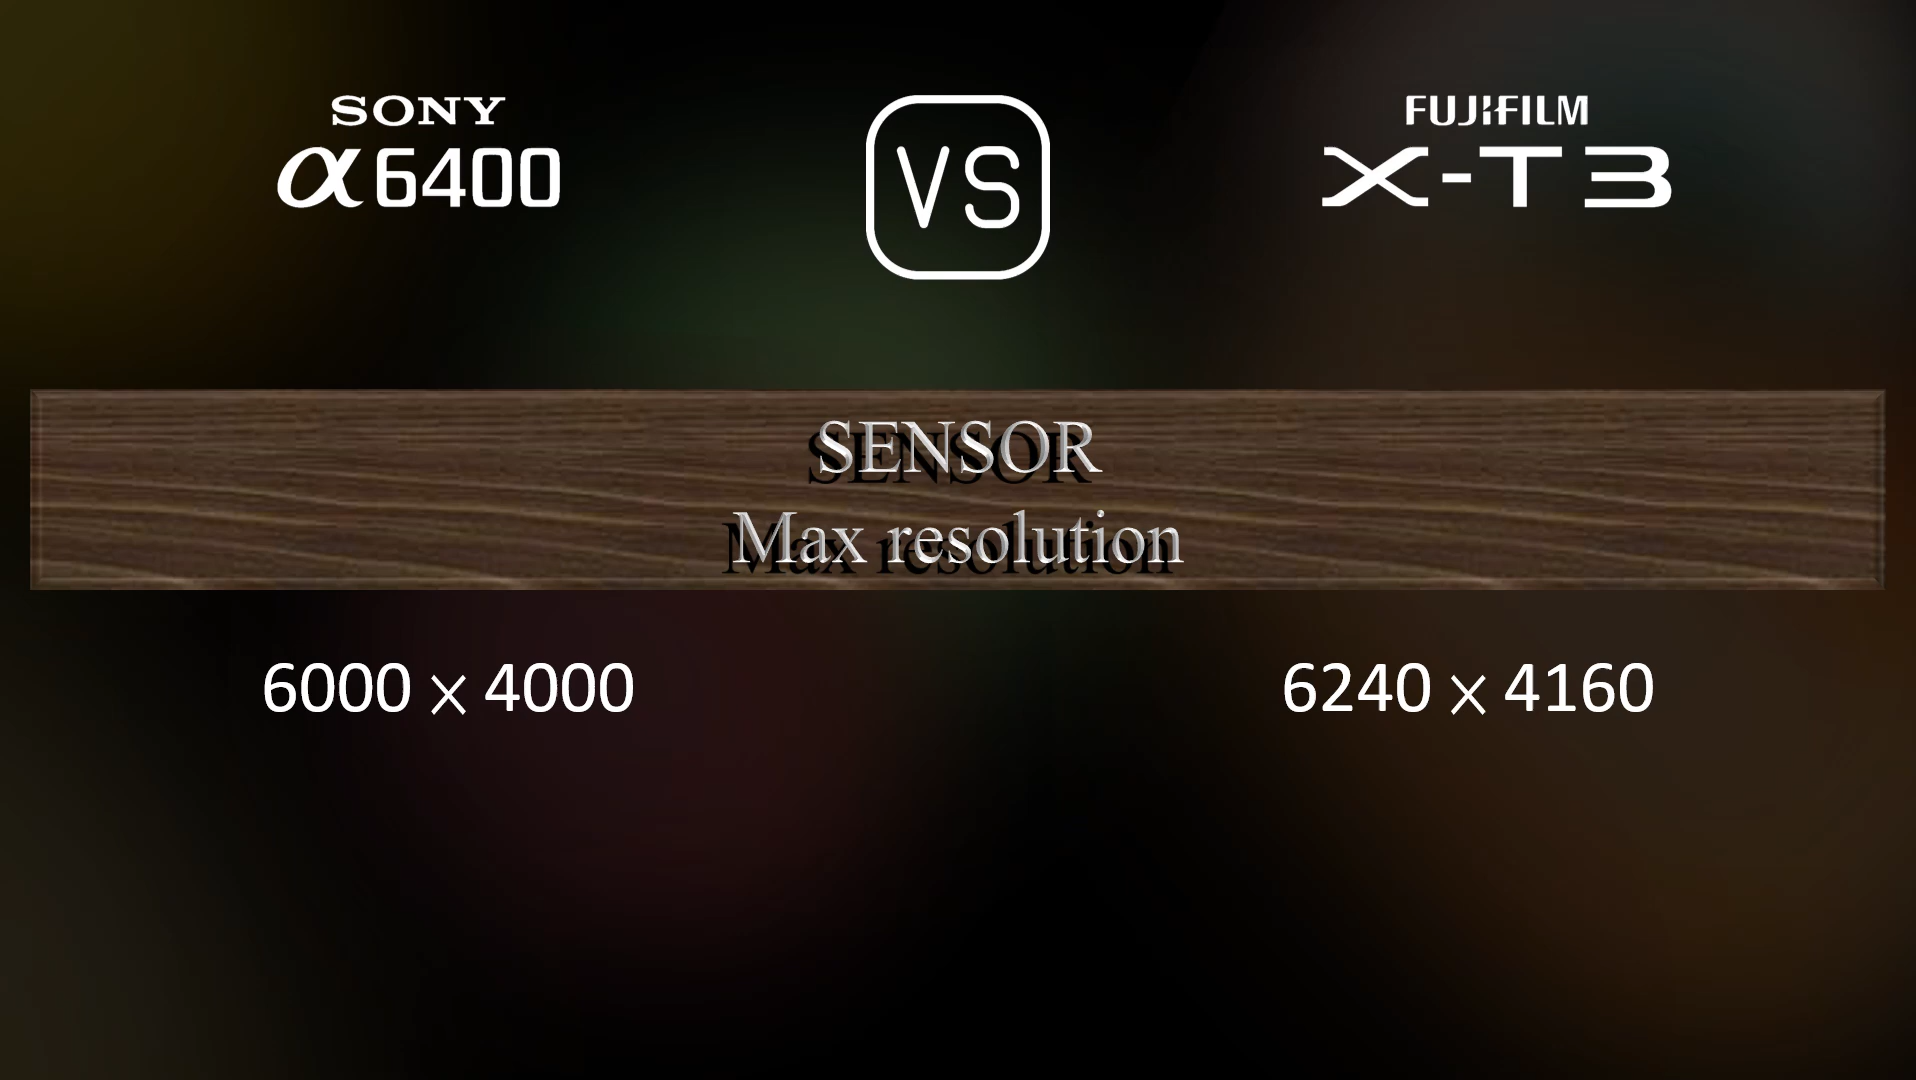 SONY
α6400
VS
FUJIFILM
X-T3
SENSOR
Max resolution
6000 x 4000
6240 x 4160